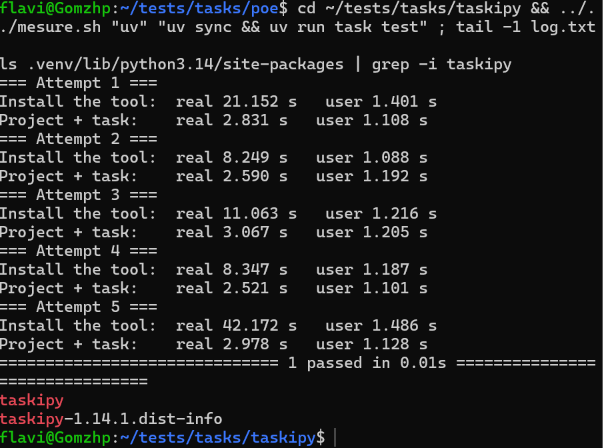 flavi@Gomzhp:~/tests/tasks/poe$ cd ~/tests/tasks/taskipy && ../.
./mesure.sh "uv" "uv sync && uv run task test" ; tail -1 log.txt
ls .venv/lib/python3.14/site-packages | grep -i taskipy
=== Attempt 1 ===
Install the tool:  real 21.152 s   user 1.401 s
Project + task:    real 2.831 s   user 1.108 s
=== Attempt 2 ===
Install the tool:  real 8.249 s   user 1.088 s
Project + task:    real 2.590 s   user 1.192 s
=== Attempt 3 ===
Install the tool:  real 11.063 s   user 1.216 s
Project + task:    real 3.067 s   user 1.205 s
=== Attempt 4 ===
Install the tool:  real 8.347 s   user 1.187 s
Project + task:    real 2.521 s   user 1.101 s
=== Attempt 5 ===
Install the tool:  real 42.172 s   user 1.486 s
Project + task:    real 2.978 s   user 1.128 s
============================== 1 passed in 0.01s ===============
================
taskipy
taskipy-1.14.1.dist-info
flavi@Gomzhp:~/tests/tasks/taskipy$